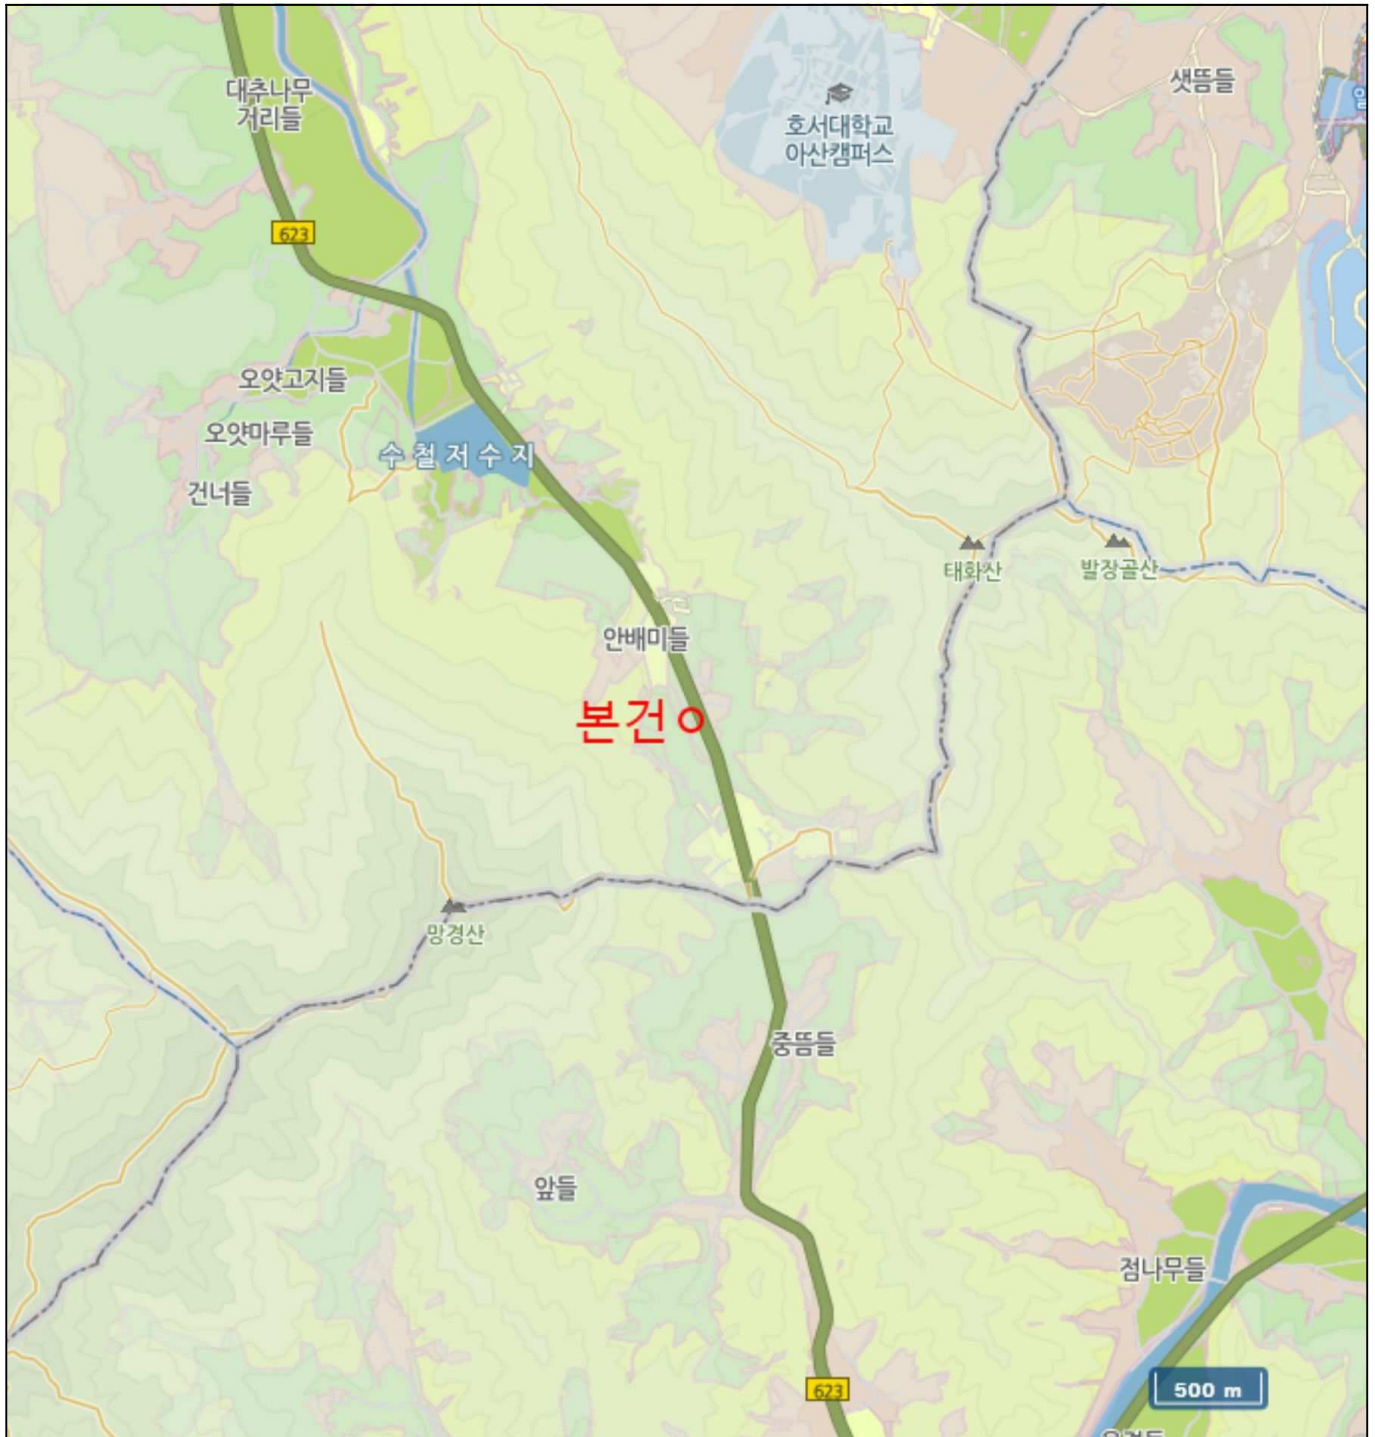 대추나무
거리들
호서대학교
아산캠퍼스
샛뜸들
623
오얏고지들
오얏마루들
수철저수지
건너들
태화산
발장골산
안배미들
본건
망경산
중뜸들
앞들
점나무들
500 m
623